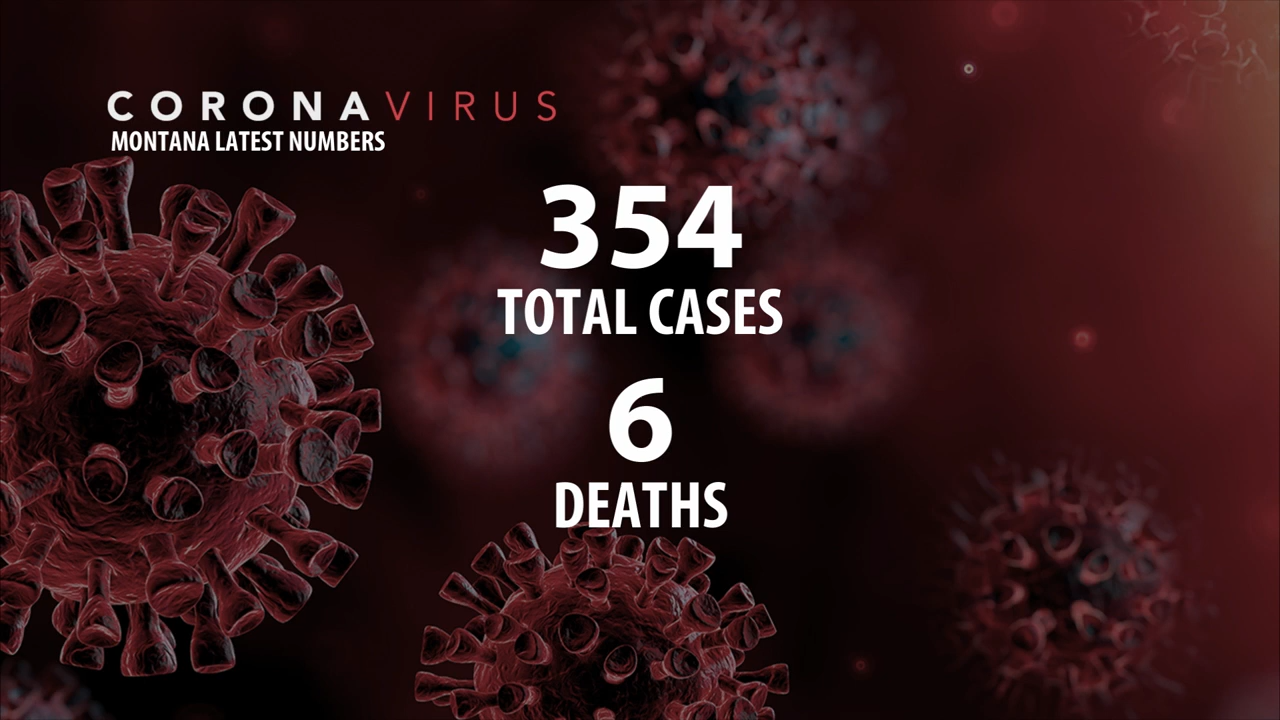 CORONAVIRUS
MONTANA LATEST NUMBERS
354
TOTAL CASES
6
DEATHS